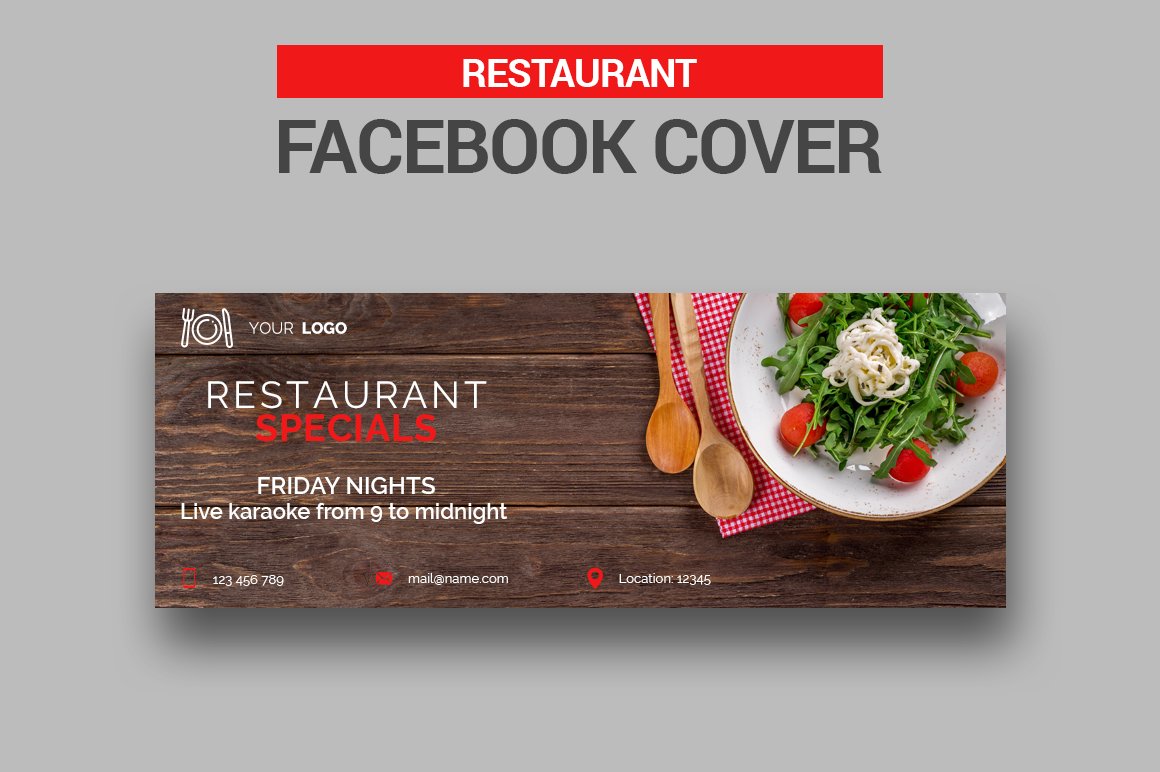 RESTAURANT
FACEBOOK COVER
YOUR LOGO
RESTAURANT
SPECIALS
FRIDAY NIGHTS
Live karaoke from 9 to midnight
123 456 789
mail@name.com
Location: 12345